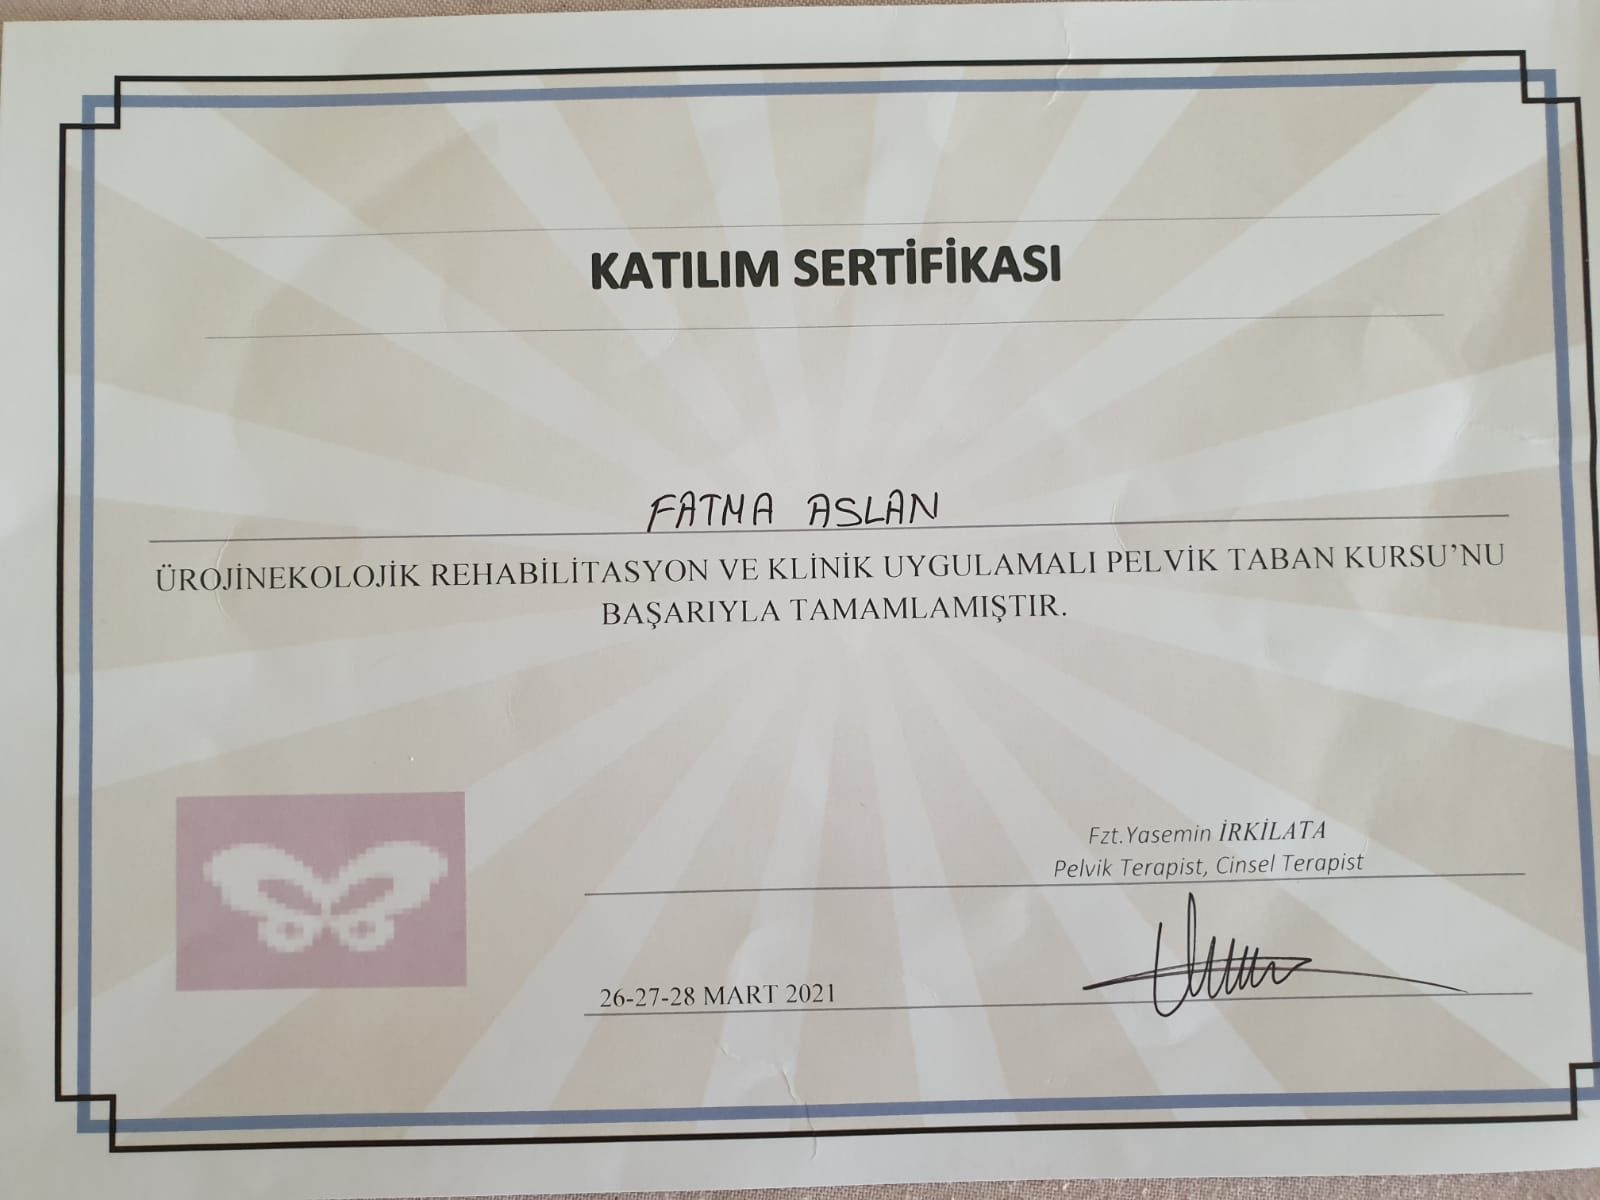 KATILIM SERTİFİKASI
FATMA ASLAN
ÜROJİNEKOLOJİK REHABİLİTASYON VE KLİNİK UYGULAMALI PELVİK TABAN KURSU'NU
BAŞARIYLA TAMAMLAMIŞTIR.
Fzt.Yasemin İRKİLATA
Pelvik Terapist, Cinsel Terapist
26-27-28 MART 2021